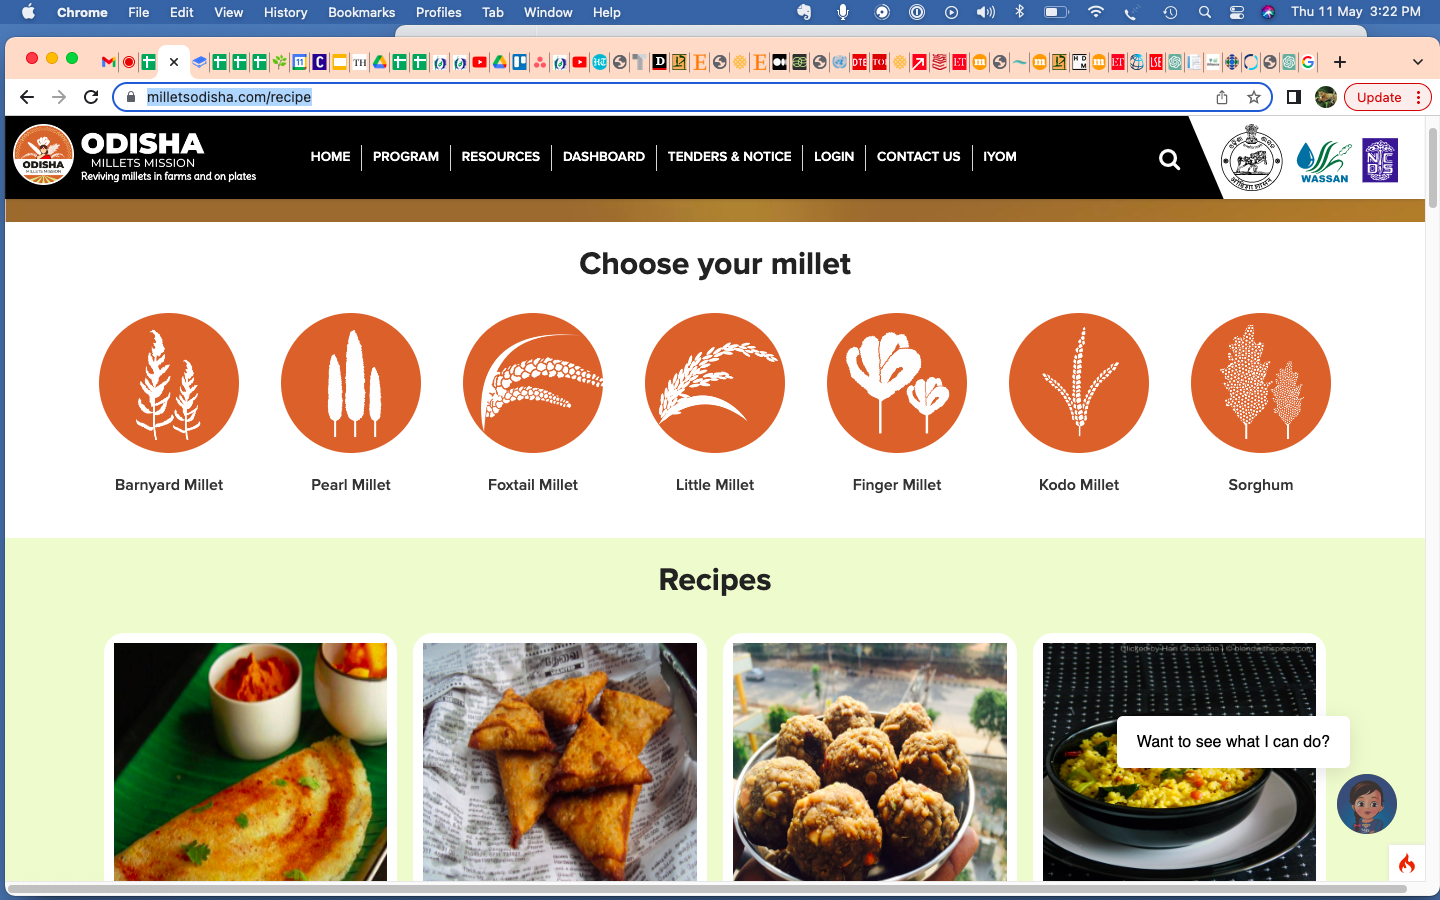 Chrome File Edit View History Bookmarks Profiles Tab Window Help Thu 11 May 3:22 PM
milletsodisha.com/recipe
Update
ODISHA
MILLETS MISSION
Reviving millets in farms and on plates
ODISHA
MILLETS MISSION
HOME PROGRAM RESOURCES DASHBOARD TENDERS & NOTICE LOGIN CONTACT US IYOM
WASSAN
NCDS
Choose your millet
Barnyard Millet Pearl Millet Foxtail Millet Little Millet Finger Millet Kodo Millet Sorghum
Recipes
Want to see what I can do?